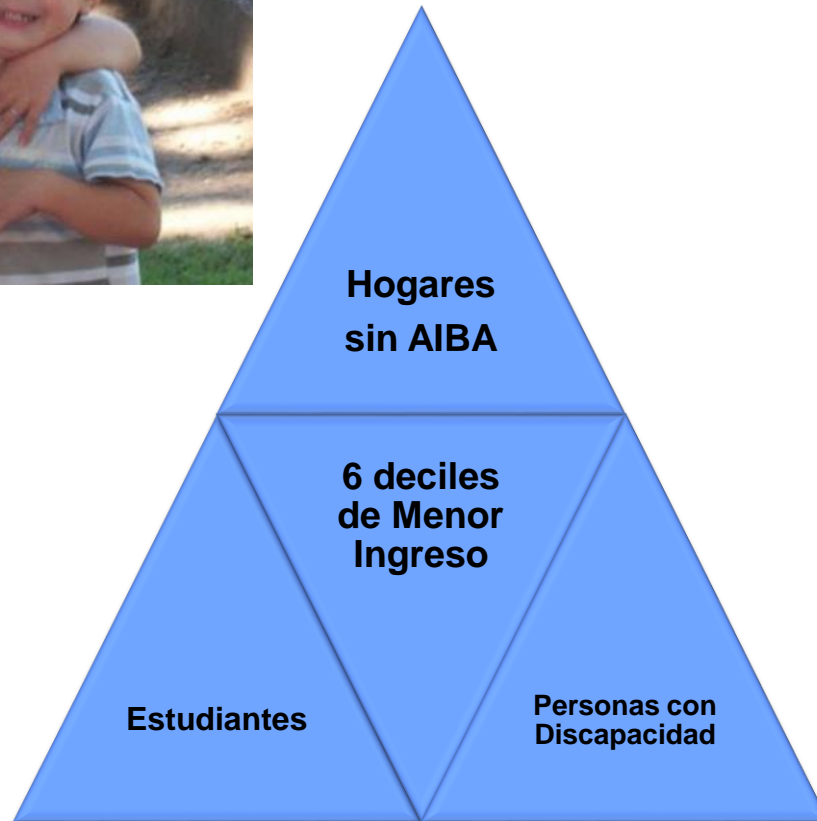 Hogares
sin AIBA
6 deciles
de Menor
Ingreso
Estudiantes
Personas con
Discapacidad